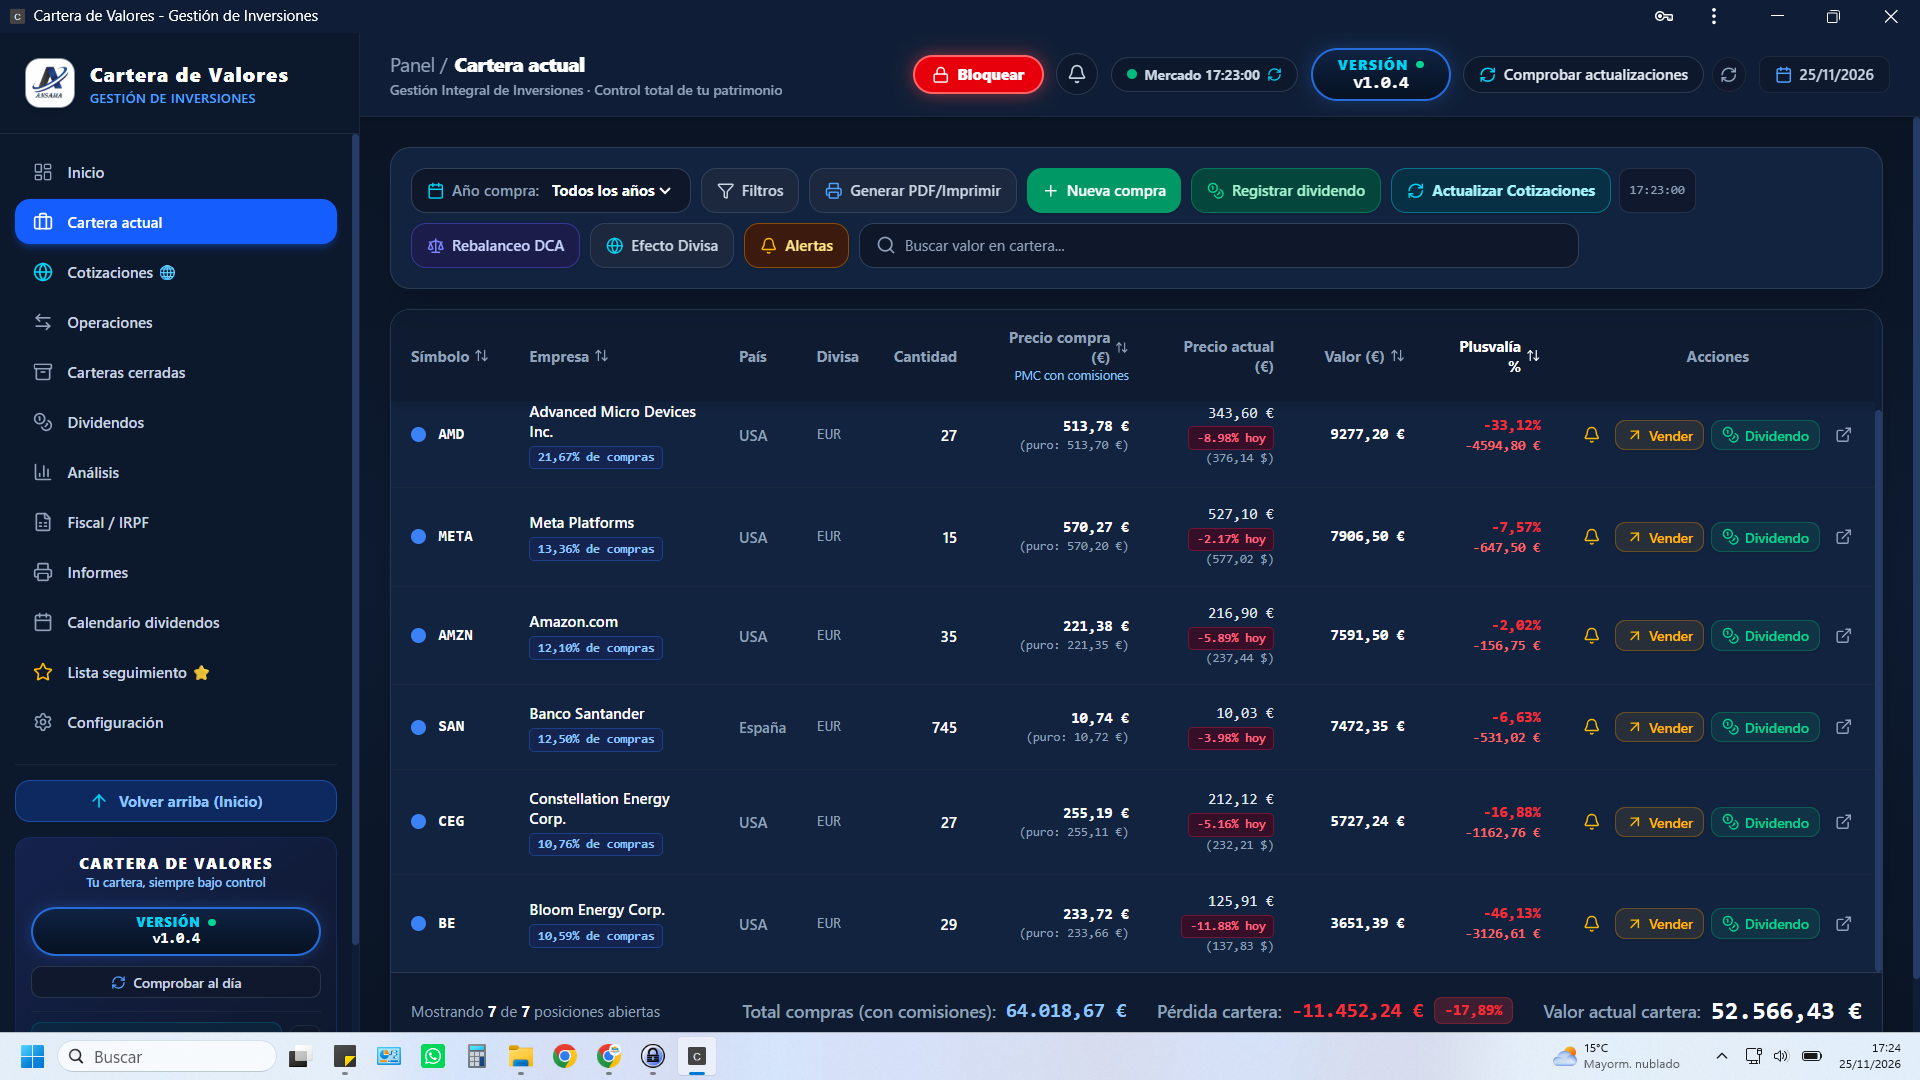 Cartera de Valores - Gestión de Inversiones
Cartera de Valores
GESTIÓN DE INVERSIONES
ANSAMA
Panel / Cartera actual
Gestión Integral de Inversiones · Control total de tu patrimonio
Bloquear
Mercado 17:23:00
VERSIÓN
v1.0.4
Comprobar actualizaciones
25/11/2026
Inicio
Cartera actual
Cotizaciones
Operaciones
Carteras cerradas
Dividendos
Análisis
Fiscal / IRPF
Informes
Calendario dividendos
Lista seguimiento
Configuración
Volver arriba (Inicio)
CARTERA DE VALORES
Tu cartera, siempre bajo control
VERSIÓN
v1.0.4
Comprobar al día
Año compra: Todos los años
Filtros
Generar PDF/Imprimir
+ Nueva compra
Registrar dividendo
Actualizar Cotizaciones
17:23:00
Rebalanceo DCA
Efecto Divisa
Alertas
Buscar valor en cartera...
Símbolo
Empresa
País
Divisa
Cantidad
Precio compra (€)
PMC con comisiones
Precio actual (€)
Valor (€)
Plusvalía %
Acciones
AMD
Advanced Micro Devices Inc.
21,67% de compras
USA
EUR
27
513,78 €
(puro: 513,70 €)
343,60 €
-8.98% hoy
(376,14 $)
9277,20 €
-33,12%
-4594,80 €
Vender
Dividendo
META
Meta Platforms
13,36% de compras
USA
EUR
15
570,27 €
(puro: 570,20 €)
527,10 €
-2.17% hoy
(577,02 $)
7906,50 €
-7,57%
-647,50 €
Vender
Dividendo
AMZN
Amazon.com
12,10% de compras
USA
EUR
35
221,38 €
(puro: 221,35 €)
216,90 €
-5.89% hoy
(237,44 $)
7591,50 €
-2,02%
-156,75 €
Vender
Dividendo
SAN
Banco Santander
12,50% de compras
España
EUR
745
10,74 €
(puro: 10,72 €)
10,03 €
-3.98% hoy
7472,35 €
-6,63%
-531,02 €
Vender
Dividendo
CEG
Constellation Energy Corp.
10,76% de compras
USA
EUR
27
255,19 €
(puro: 255,11 €)
212,12 €
-5.16% hoy
(232,21 $)
5727,24 €
-16,88%
-1162,76 €
Vender
Dividendo
BE
Bloom Energy Corp.
10,59% de compras
USA
EUR
29
233,72 €
(puro: 233,66 €)
125,91 €
-11.88% hoy
(137,83 $)
3651,39 €
-46,13%
-3126,61 €
Vender
Dividendo
Mostrando 7 de 7 posiciones abiertas
Total compras (con comisiones): 64.018,67 €
Pérdida cartera: -11.452,24 € -17,89%
Valor actual cartera: 52.566,43 €
Buscar
15°C
Mayorm. nublado
17:24
25/11/2026